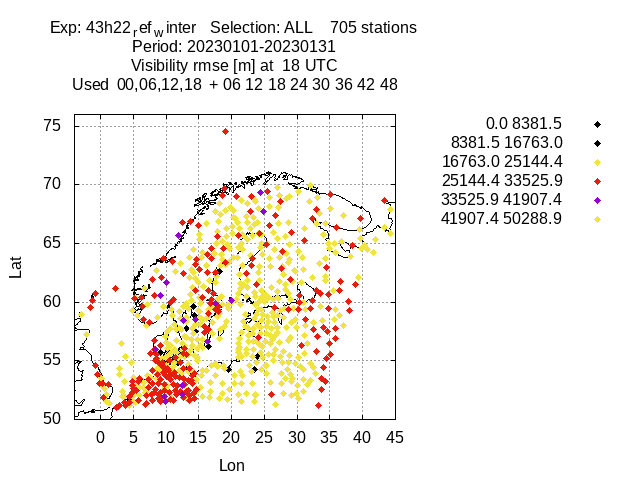 Exp: 43h22_ref_winter Selection: ALL 705 stations
Period: 20230101-20230131
Visibility rmse [m] at 18 UTC
Used 00,06,12,18 + 06 12 18 24 30 36 42 48
0.0 8381.5
8381.5 16763.0
16763.0 25144.4
25144.4 33525.9
33525.9 41907.4
41907.4 50288.9
75
70
65
60
55
50
Lat
0 5 10 15 20 25 30 35 40 45
Lon